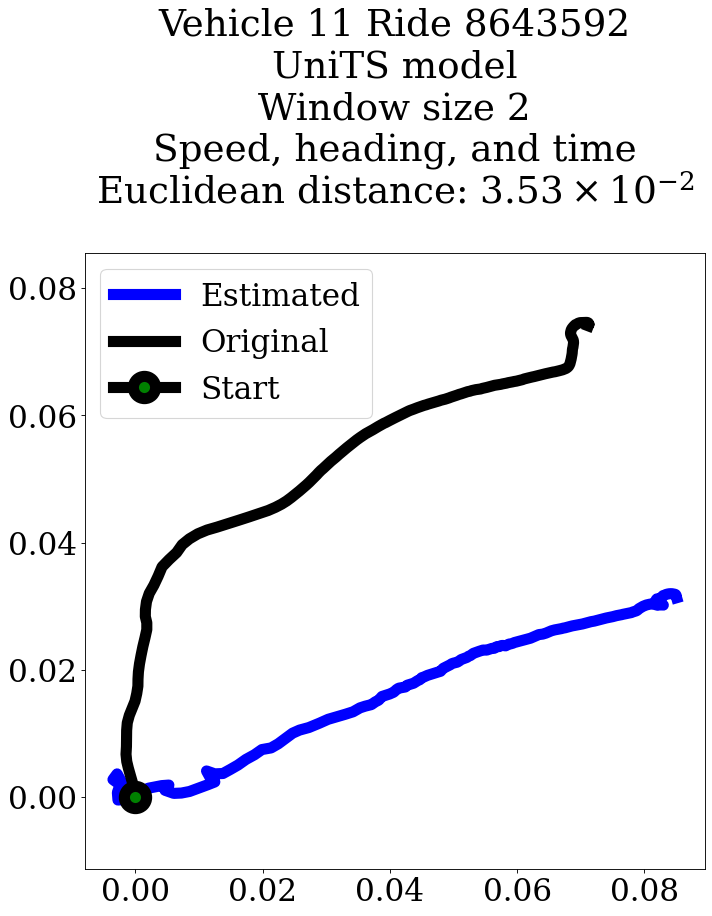 Vehicle 11 Ride 8643592
UniTS model
Window size 2
Speed, heading, and time
Euclidean distance: 3.53 × 10⁻²
0.08
Estimated
Original
Start
0.06
0.04
0.02
0.00
0.00 0.02 0.04 0.06 0.08